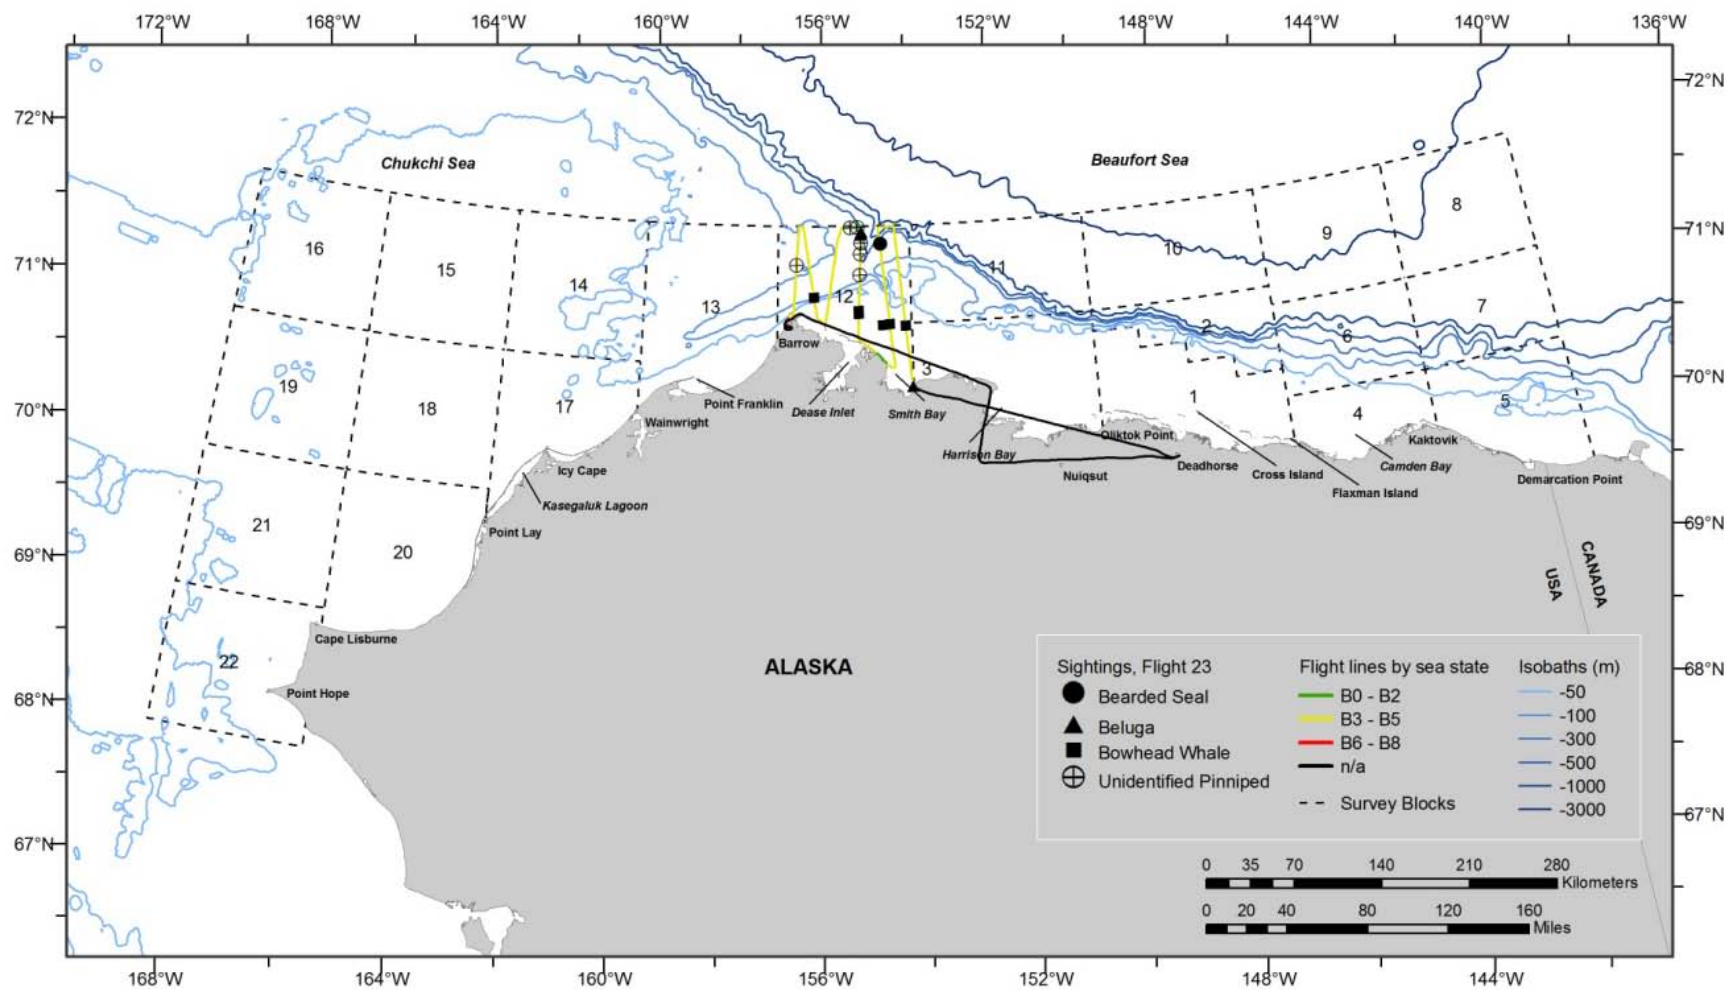 172°W 168°W 164°W 160°W 156°W 152°W 148°W 144°W 140°W 136°W
72°N 72°N
Chukchi Sea Beaufort Sea
8
9
16 71°N
10
71°N 15 11
14
13 12 7
2
6
Barrow
3 70°N
19
1 5
70°N 18 17 Point Franklin Dease Inlet Smith Bay 4
Wainwright Oliktok Point Kaktovik
Harrison Bay
Icy Cape Nuiqsut Deadhorse Cross Island Camden Bay
Flaxman Island Demarcation Point
Kasegaluk Lagoon
21 69°N
Point Lay
69°N 20
USA CANADA
Cape Lisburne
22
ALASKA
68°N
Point Hope
68°N
Sightings, Flight 23
Bearded Seal
Beluga
Bowhead Whale
Unidentified Pinniped
Flight lines by sea state
B0 - B2
B3 - B5
B6 - B8
n/a
Survey Blocks
Isobaths (m)
-50
-100
-300
-500
-1000
-3000
67°N 67°N
0 35 70 140 210 280
Kilometers
0 20 40 80 120 160
Miles
168°W 164°W 160°W 156°W 152°W 148°W 144°W